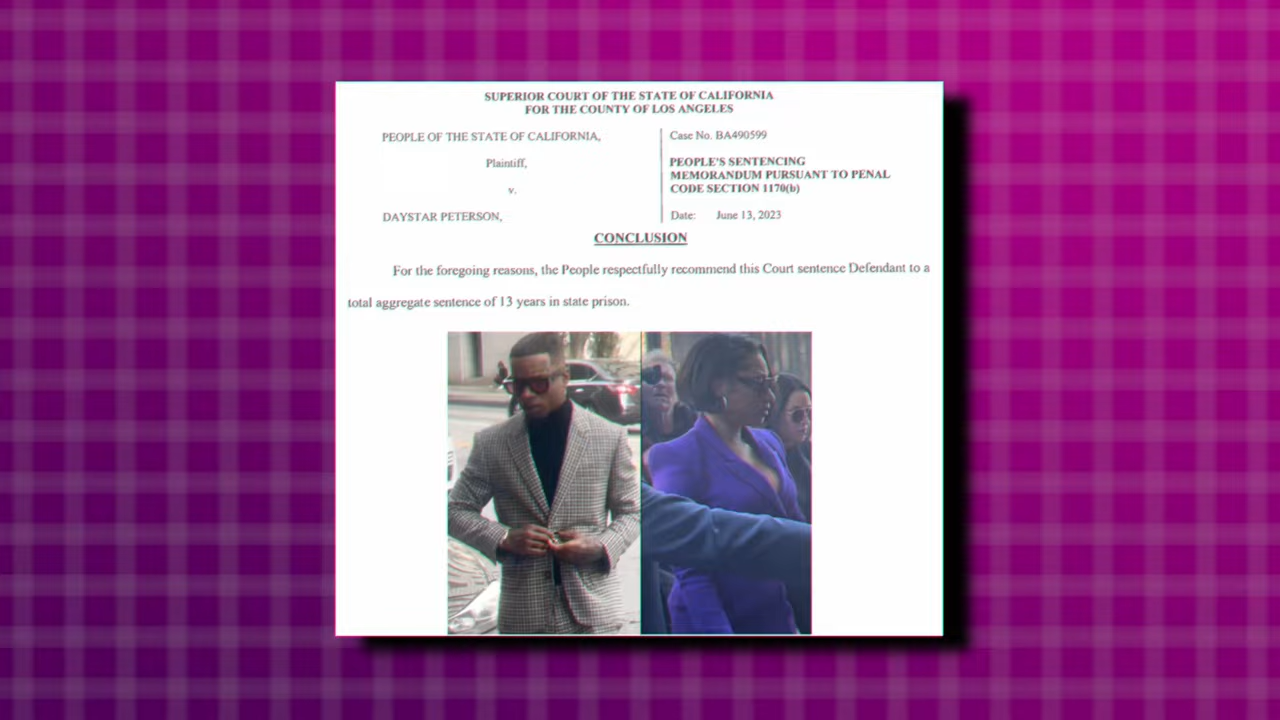 SUPERIOR COURT OF THE STATE OF CALIFORNIA
FOR THE COUNTY OF LOS ANGELES
PEOPLE OF THE STATE OF CALIFORNIA,
Plaintiff,
v.
DAYSTAR PETERSON,
Case No. BA490599
PEOPLE'S SENTENCING
MEMORANDUM PURSUANT TO PENAL
CODE SECTION 1170(b)
Date: June 13, 2023
CONCLUSION
For the foregoing reasons, the People respectfully recommend this Court sentence Defendant to a
total aggregate sentence of 13 years in state prison.